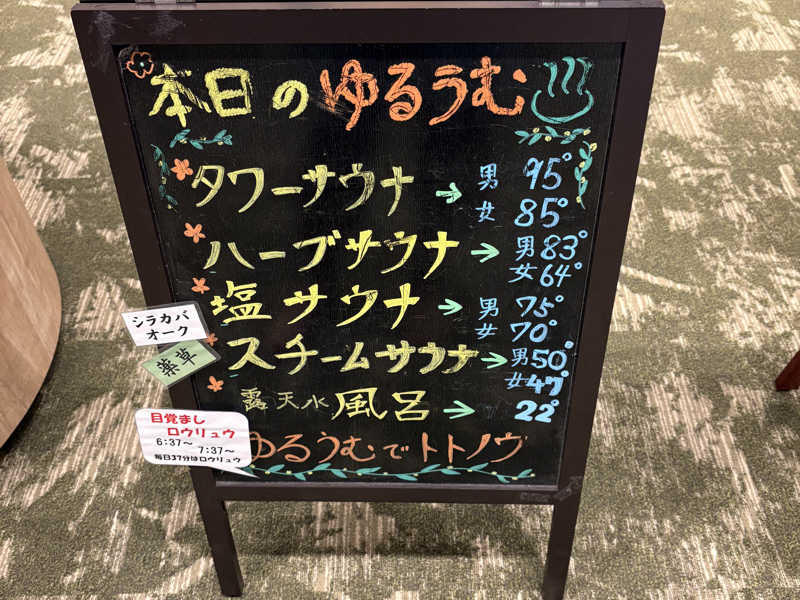 本日のゆるうむ
タワーサウナ → 男 95°
女 85°
ハーブサウナ → 男 83°
女 64°
塩サウナ → 男 75°
女 70°
シラカバ
オーク
薬草
スチームサウナ → 男 50°
女 47°
露天水風呂 → 22°
目覚まし
ロウリュウ
6:37〜
7:37〜
毎日37分はロウリュウ
ゆるうむでトトノウ